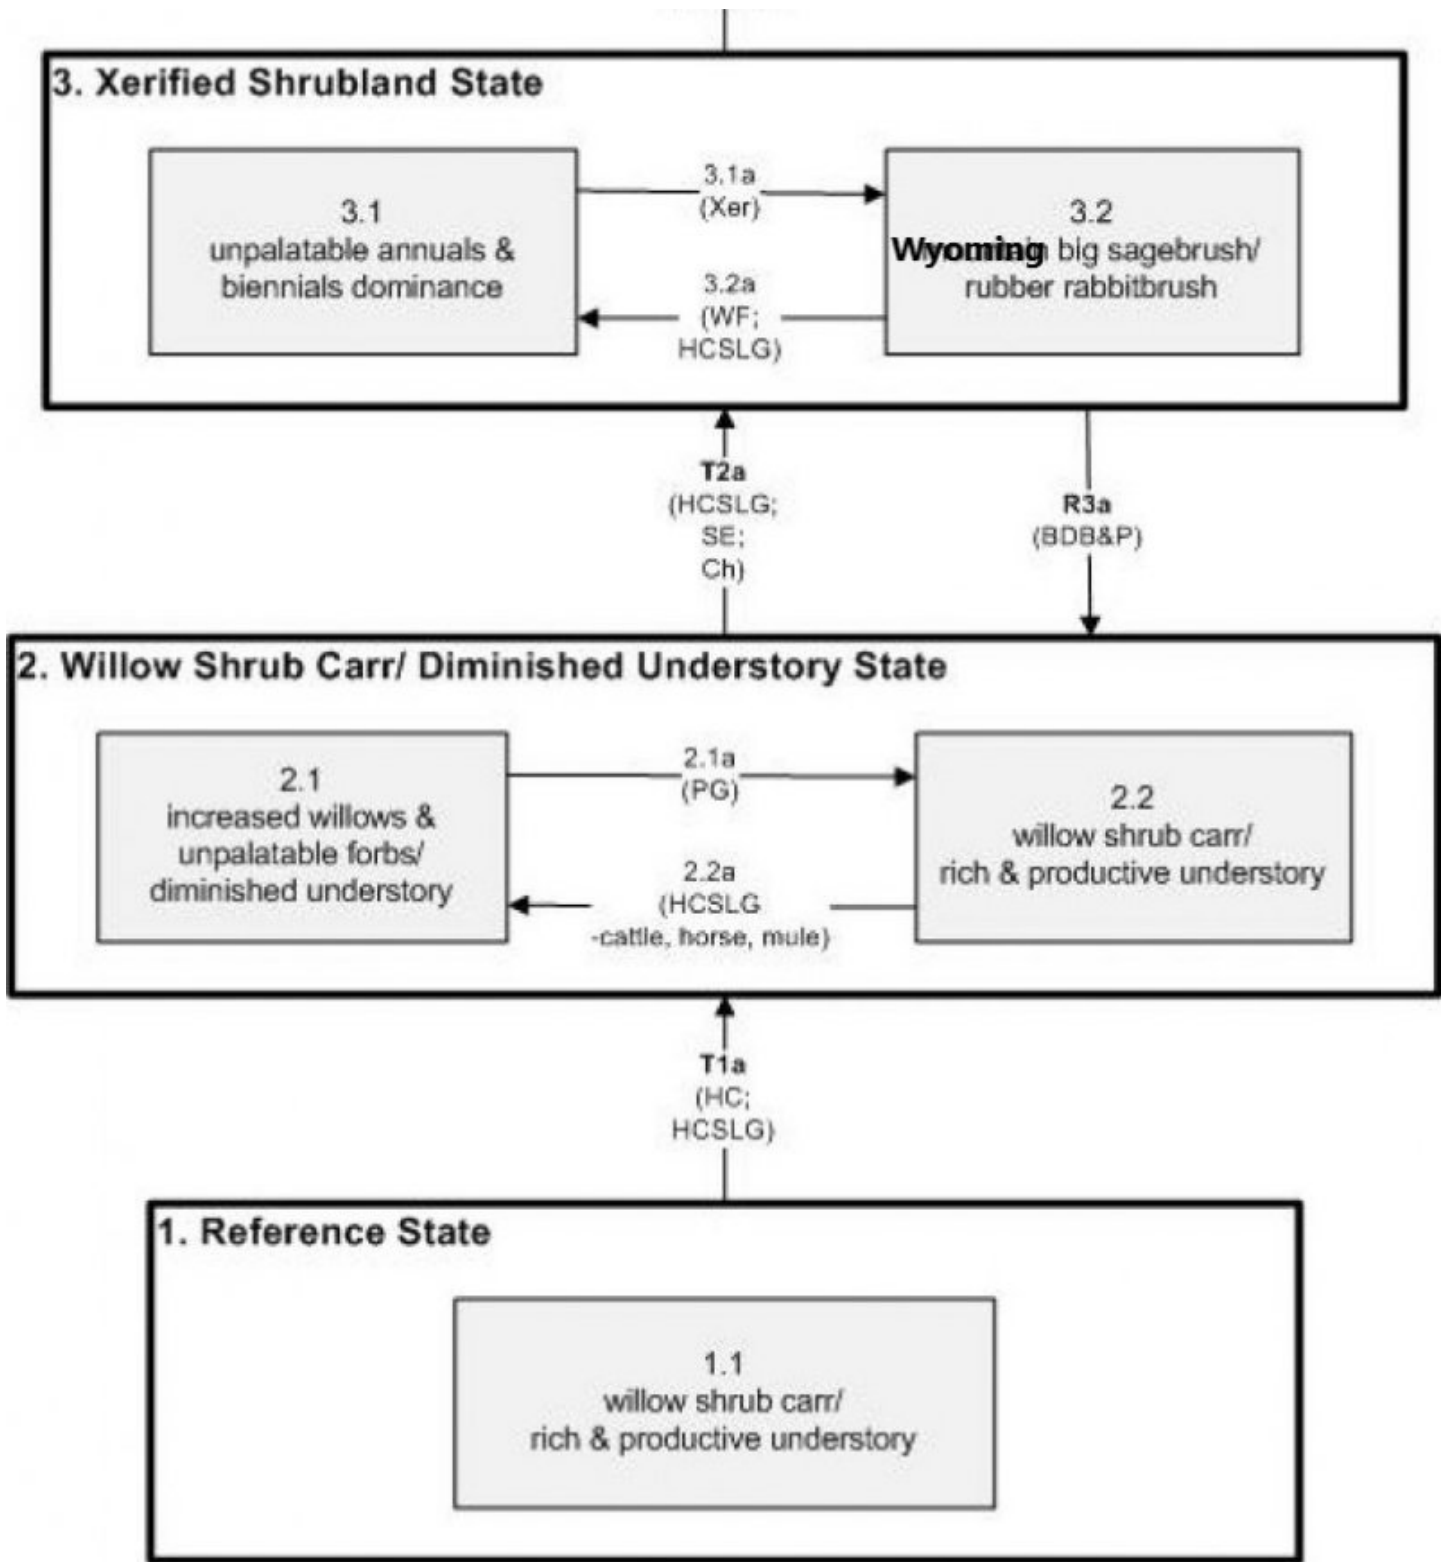 3. Xerified Shrubland State
3.1
unpalatable annuals &
biennials dominance
3.1a
(Xer)
3.2a
(WF;
HCSLG)
3.2
Wyoming big sagebrush/
rubber rabbitbrush
T2a
(HCSLG;
SE;
Ch)
R3a
(BDB&P)
2. Willow Shrub Carr/ Diminished Understory State
2.1
increased willows &
unpalatable forbs/
diminished understory
2.1a
(PG)
2.2a
(HCSLG
-cattle, horse, mule)
2.2
willow shrub carr/
rich & productive understory
T1a
(HC;
HCSLG)
1. Reference State
1.1
willow shrub carr/
rich & productive understory